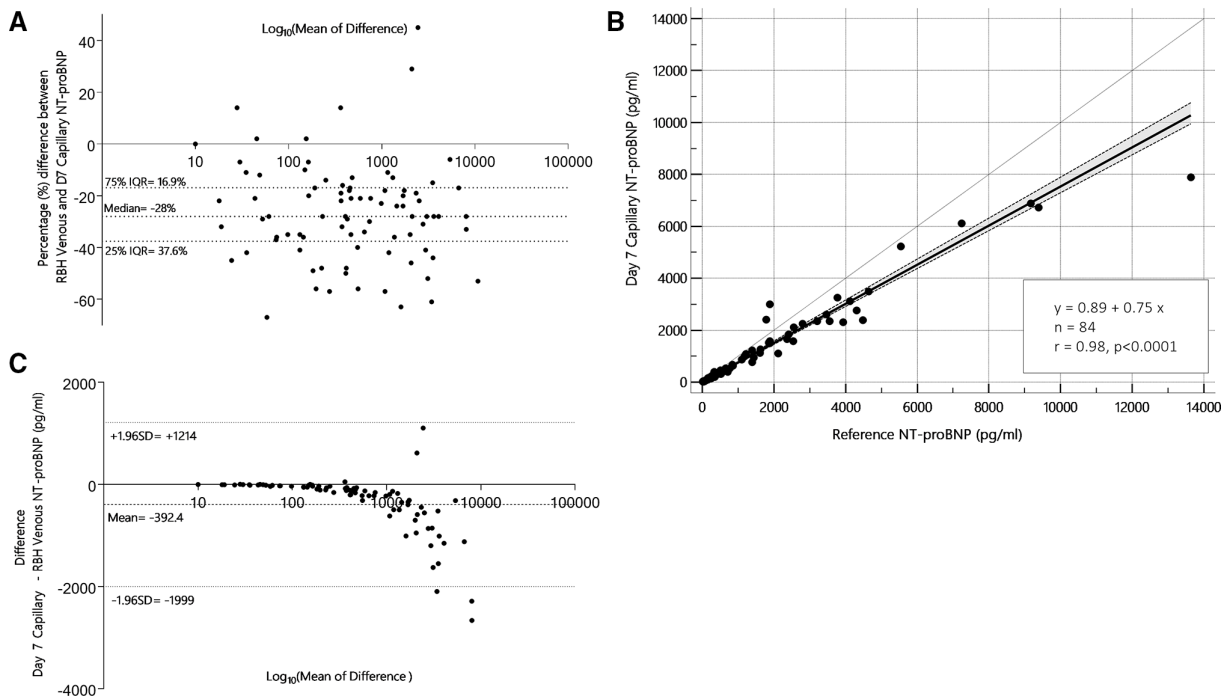 A
Log10(Mean of Difference)
Percentage (%) difference between
RBH Venous and D7 Capillary NT-proBNP
40
20
0
-20
-40
-60
10
100
1000
10000
100000
75% IQR= 16.9%
Median= -28%
25% IQR= 37.6%
B
Day 7 Capillary NT-proBNP (pg/ml)
14000
12000
10000
8000
6000
4000
2000
0
y = 0.89 + 0.75 x
n = 84
r = 0.98, p<0.0001
0
2000
4000
6000
8000
10000
12000
14000
Reference NT-proBNP (pg/ml)
C
Difference
Day 7 Capillary - RBH Venous NT-proBNP (pg/ml)
2000
0
-2000
-4000
+1.96SD= +1214
10
100
1000
10000
100000
Mean= -392.4
-1.96SD= -1999
Log10(Mean of Difference )